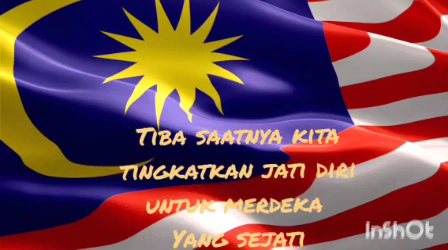 Tiba saatnya kita
tingkatkan jati diri
untuk merdeka
Yang sejati
InShOt